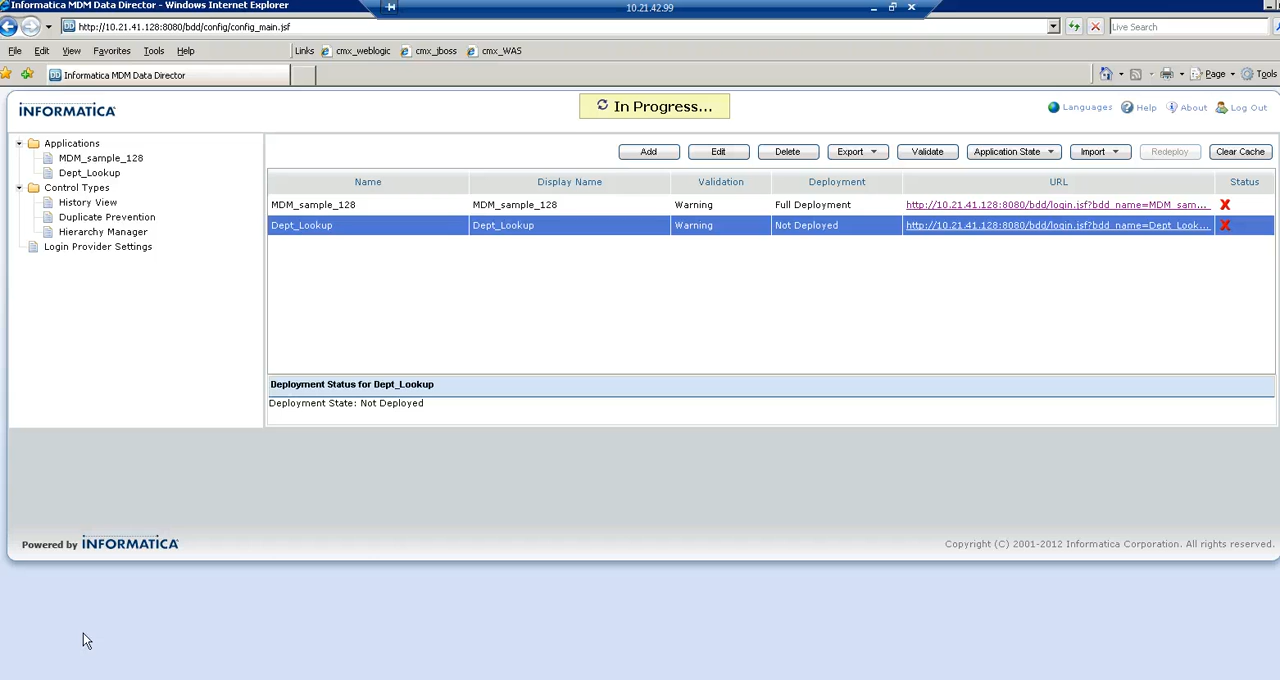 Informatica MDM Data Director - Windows Internet Explorer
10.21.42.99
http://10.21.41.128:8080/bdd/config/config_main.jsf
Live Search
File Edit View Favorites Tools Help
Links cmx_weblogic cmx_jboss cmx_WAS
Informatica MDM Data Director
Page Tools
INFORMATICA
In Progress...
Languages Help About Log Out
Applications
MDM_sample_128
Dept_Lookup
Control Types
History View
Duplicate Prevention
Hierarchy Manager
Login Provider Settings
Add Edit Delete Export Validate Application State Import Redeploy Clear Cache
Name Display Name Validation Deployment URL Status
MDM_sample_128 MDM_sample_128 Warning Full Deployment http://10.21.41.128:8080/bdd/login.jsf?bdd_name=MDM_sam...
Dept_Lookup Dept_Lookup Warning Not Deployed http://10.21.41.128:8080/bdd/login.jsf?bdd_name=Dept_Look...
Deployment Status for Dept_Lookup
Deployment State: Not Deployed
Powered by INFORMATICA
Copyright (C) 2001-2012 Informatica Corporation. All rights reserved.